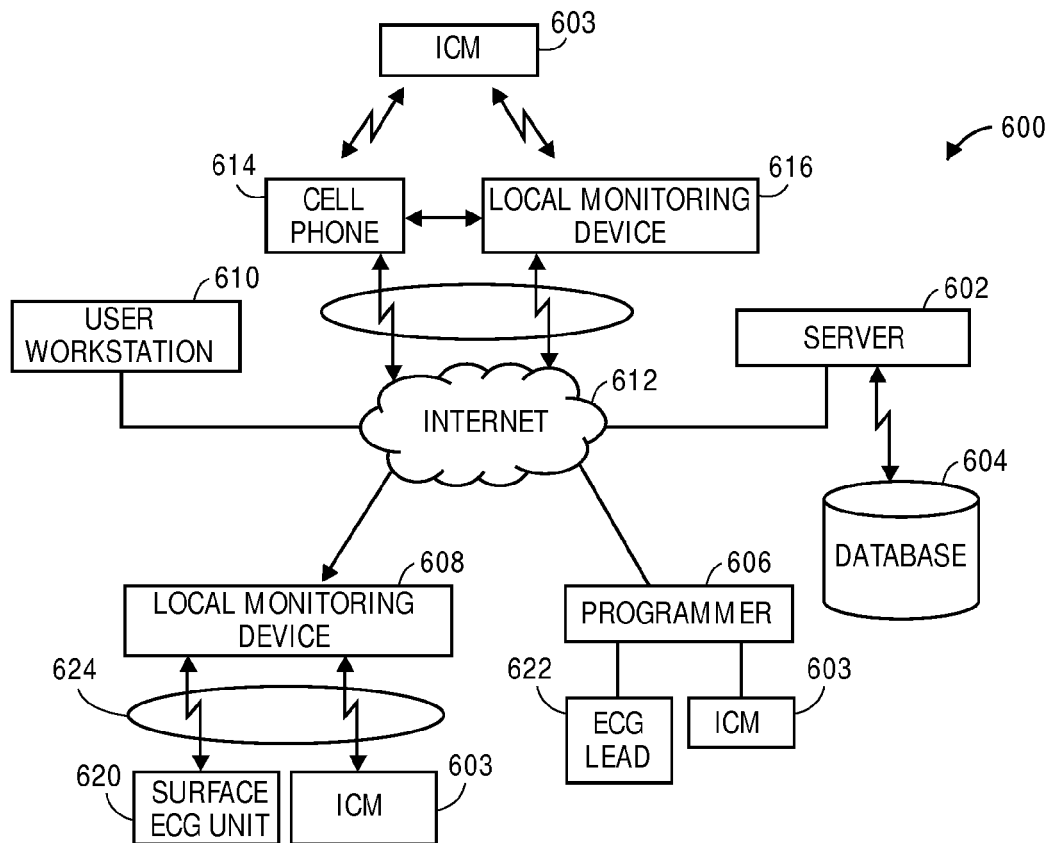 603
ICM
600
614
CELL
PHONE
616
LOCAL MONITORING
DEVICE
610
USER
WORKSTATION
602
SERVER
612
INTERNET
604
DATABASE
608
LOCAL MONITORING
DEVICE
606
PROGRAMMER
624
622
ECG
LEAD
603
ICM
620
SURFACE
ECG UNIT
603
ICM